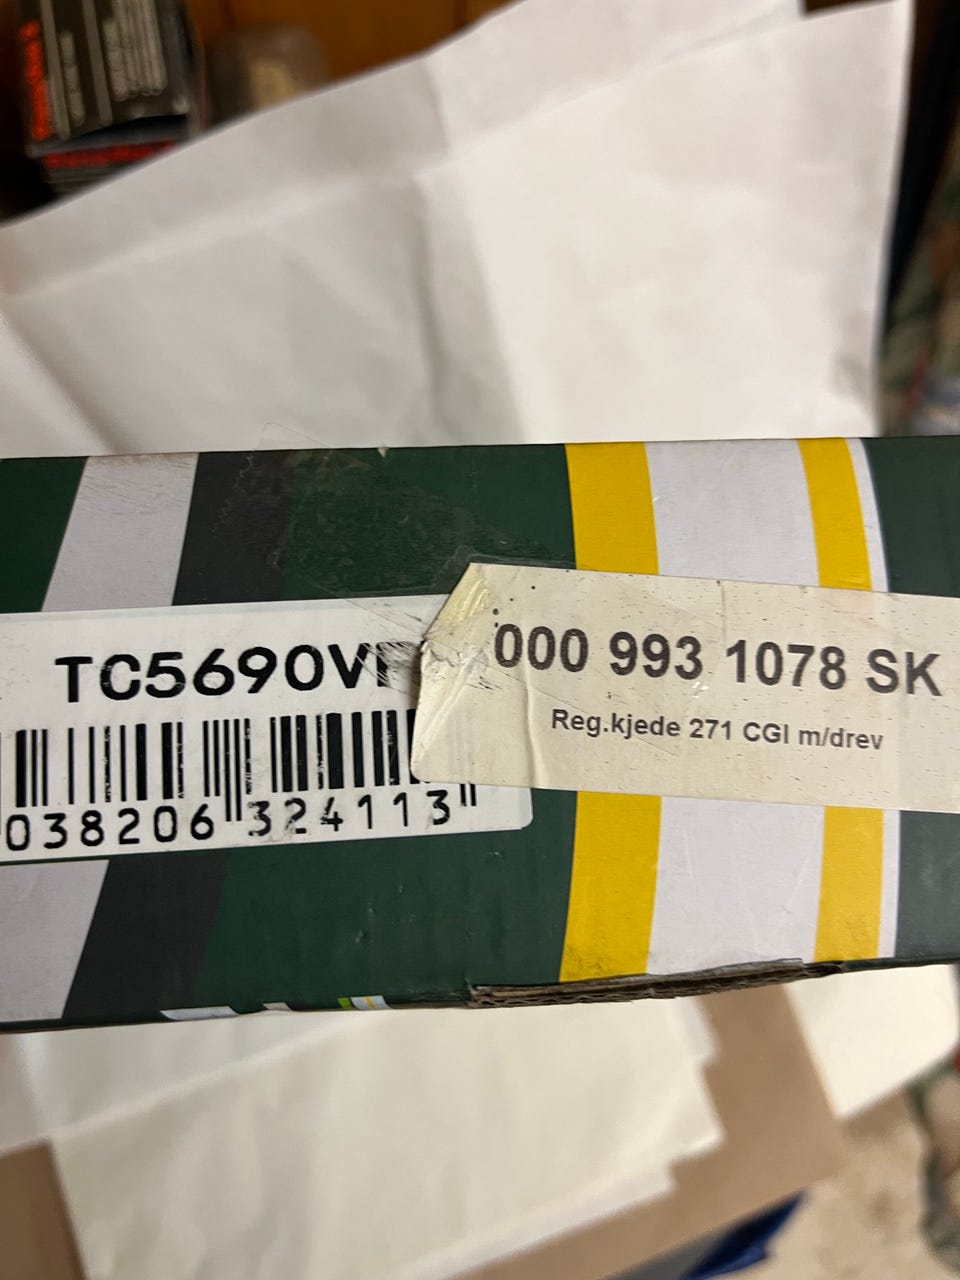 TC5690V
000 993 1078 SK
Reg.kjede 271 CGI m/drev
038206 324113